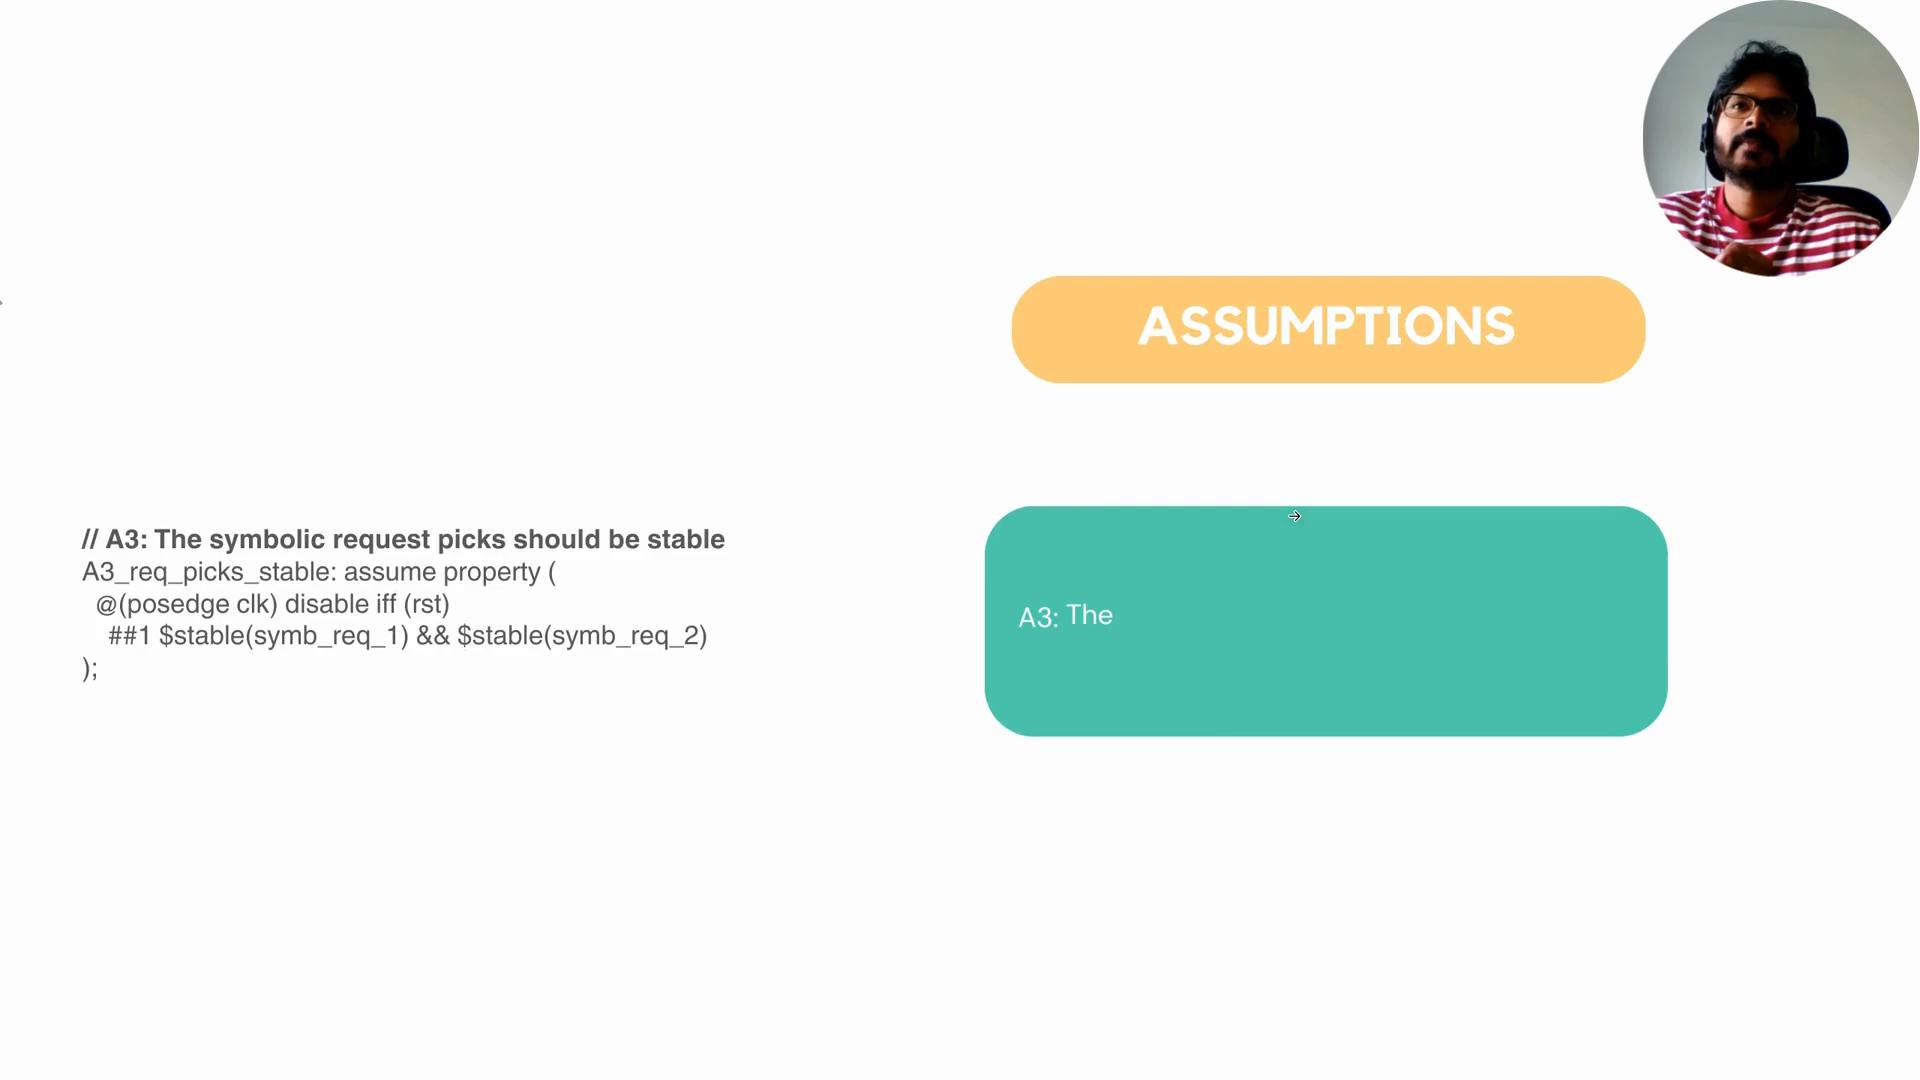 ASSUMPTIONS
// A3: The symbolic request picks should be stable
A3_req_picks_stable: assume property (
@(posedge clk) disable iff (rst)
##1 $stable(symb_req_1) && $stable(symb_req_2)
);
A3: The